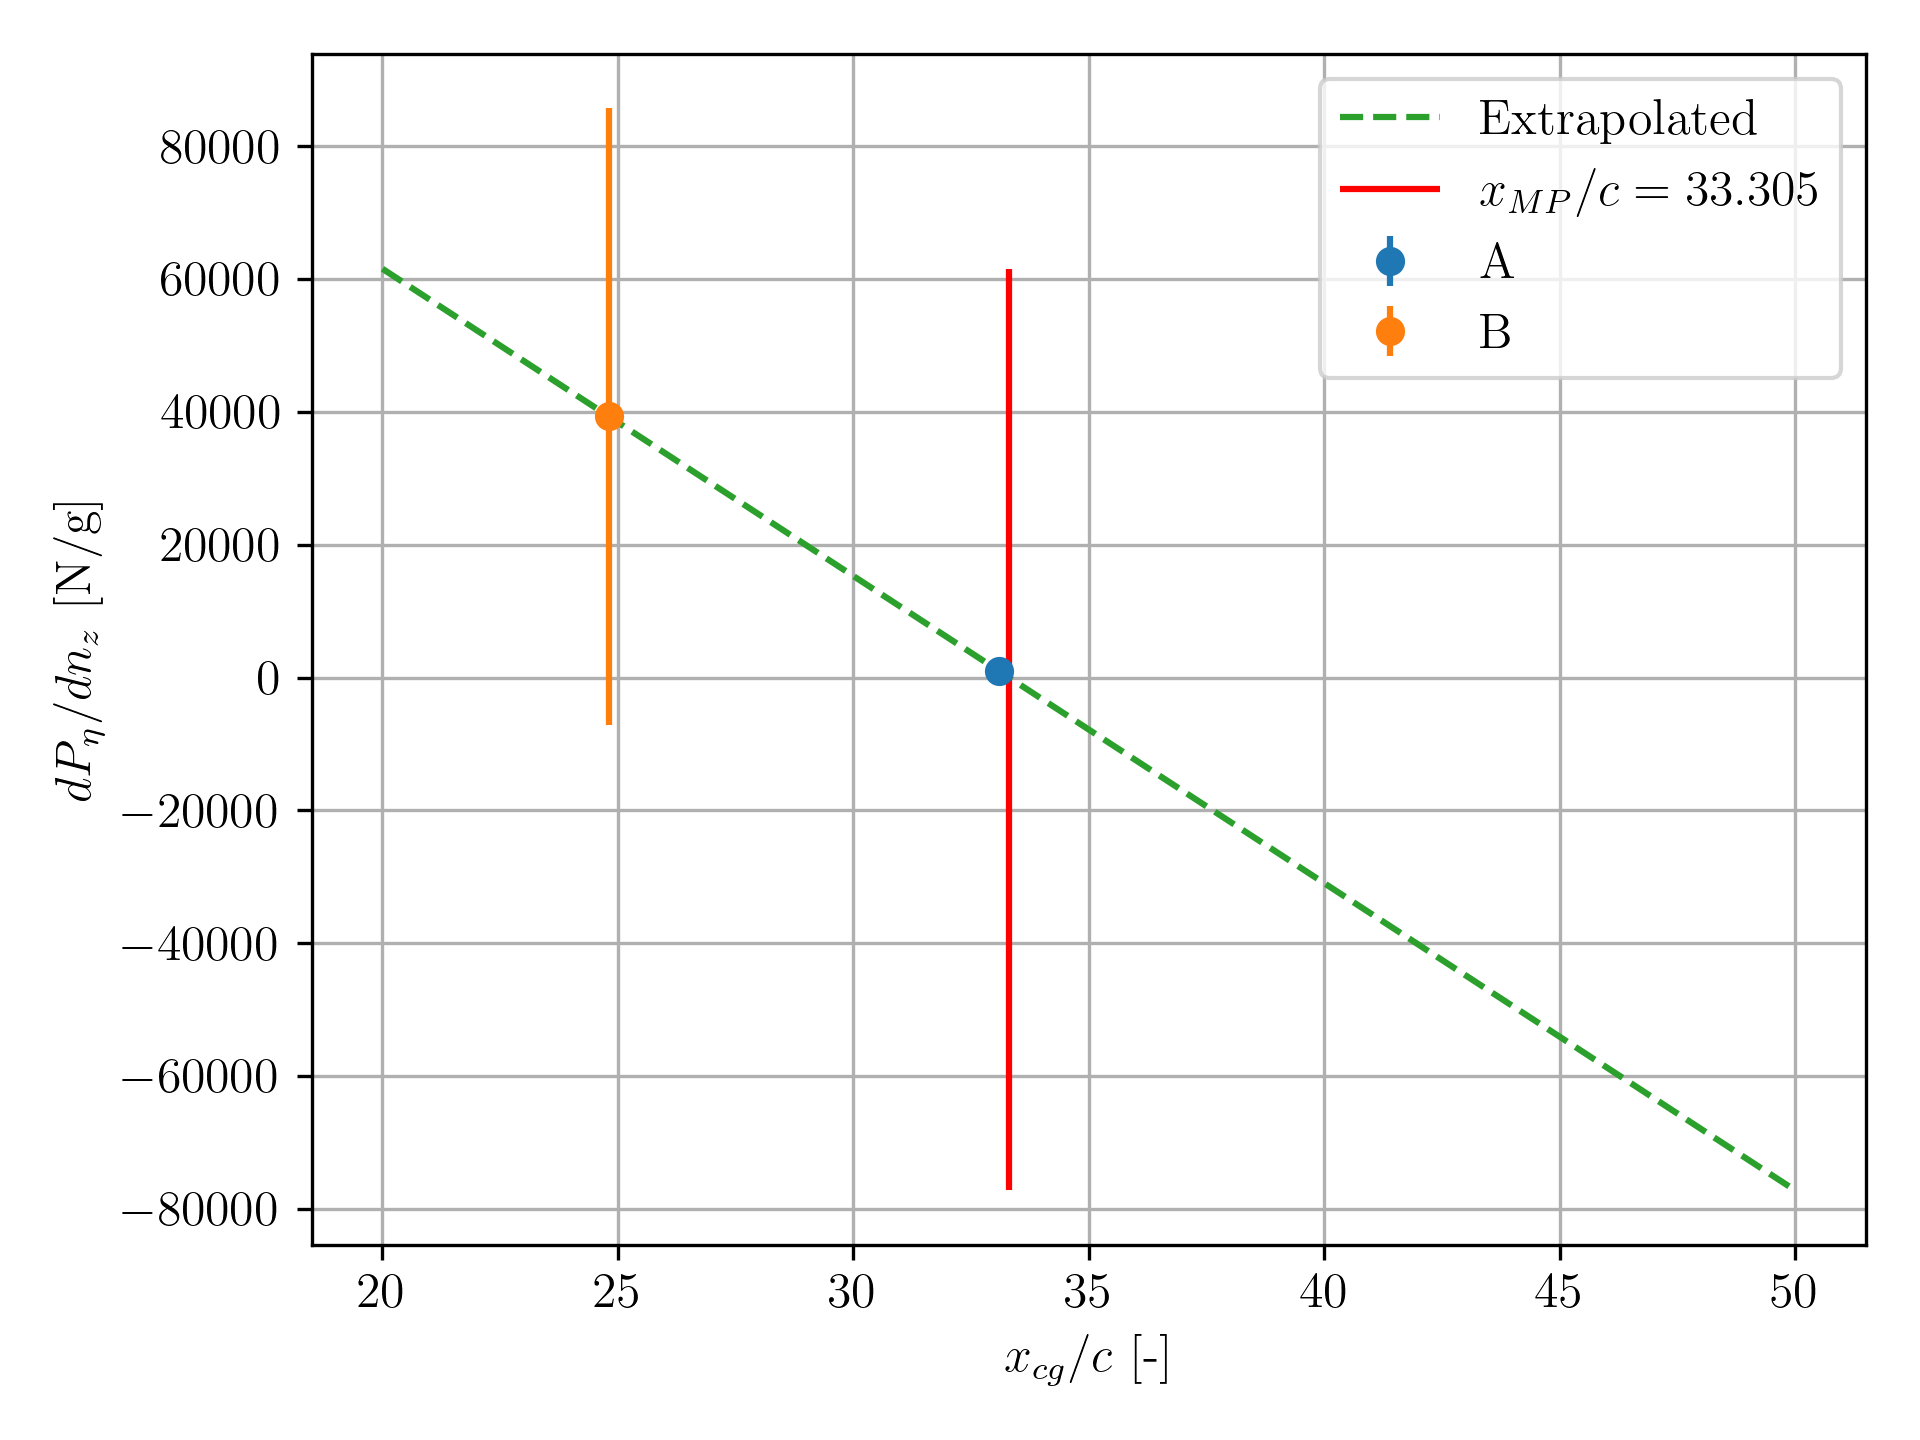 Extrapolated
x_{MP}/c = 33.305
A
B
80000
60000
40000
20000
0
−20000
−40000
−60000
−80000
dP_η/dn_z [N/g]
20 25 30 35 40 45 50
x_{cg}/c [-]